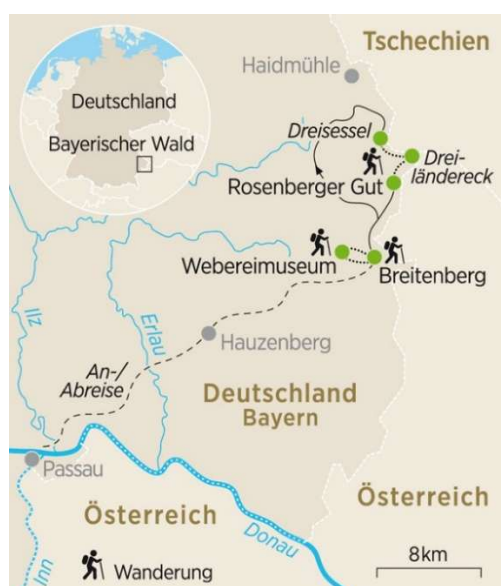 Tschechien
Haidmühle
Deutschland
Bayerischer Wald
Dreisessel
Drei-
ländereck
Rosenberger Gut
Webereimuseum
Breitenberg
Ilz
Erlau
Hauzenberg
An-/
Abreise
Deutschland
Bayern
Passau
Österreich
Österreich
Donau
Inn
Wanderung
8km